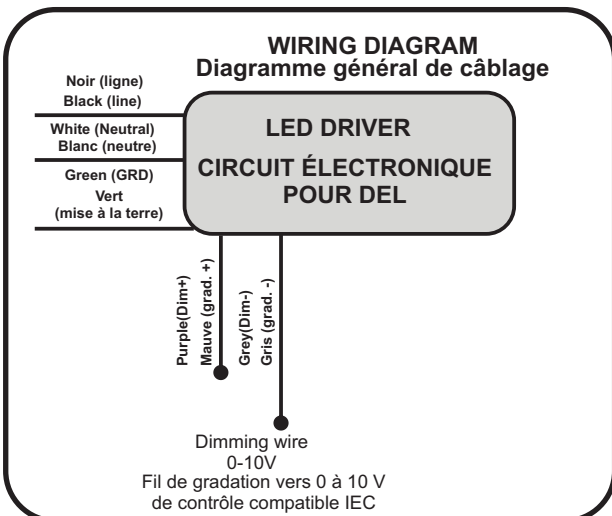 WIRING DIAGRAM
Diagramme général de câblage
Noir (ligne)
Black (line)
White (Neutral)
Blanc (neutre)
Green (GRD)
Vert
(mise à la terre)
LED DRIVER
CIRCUIT ÉLECTRONIQUE
POUR DEL
Purple(Dim+)
Mauve (grad. +)
Grey(Dim-)
Gris (grad. -)
Dimming wire
0-10V
Fil de gradation vers 0 à 10 V
de contrôle compatible IEC